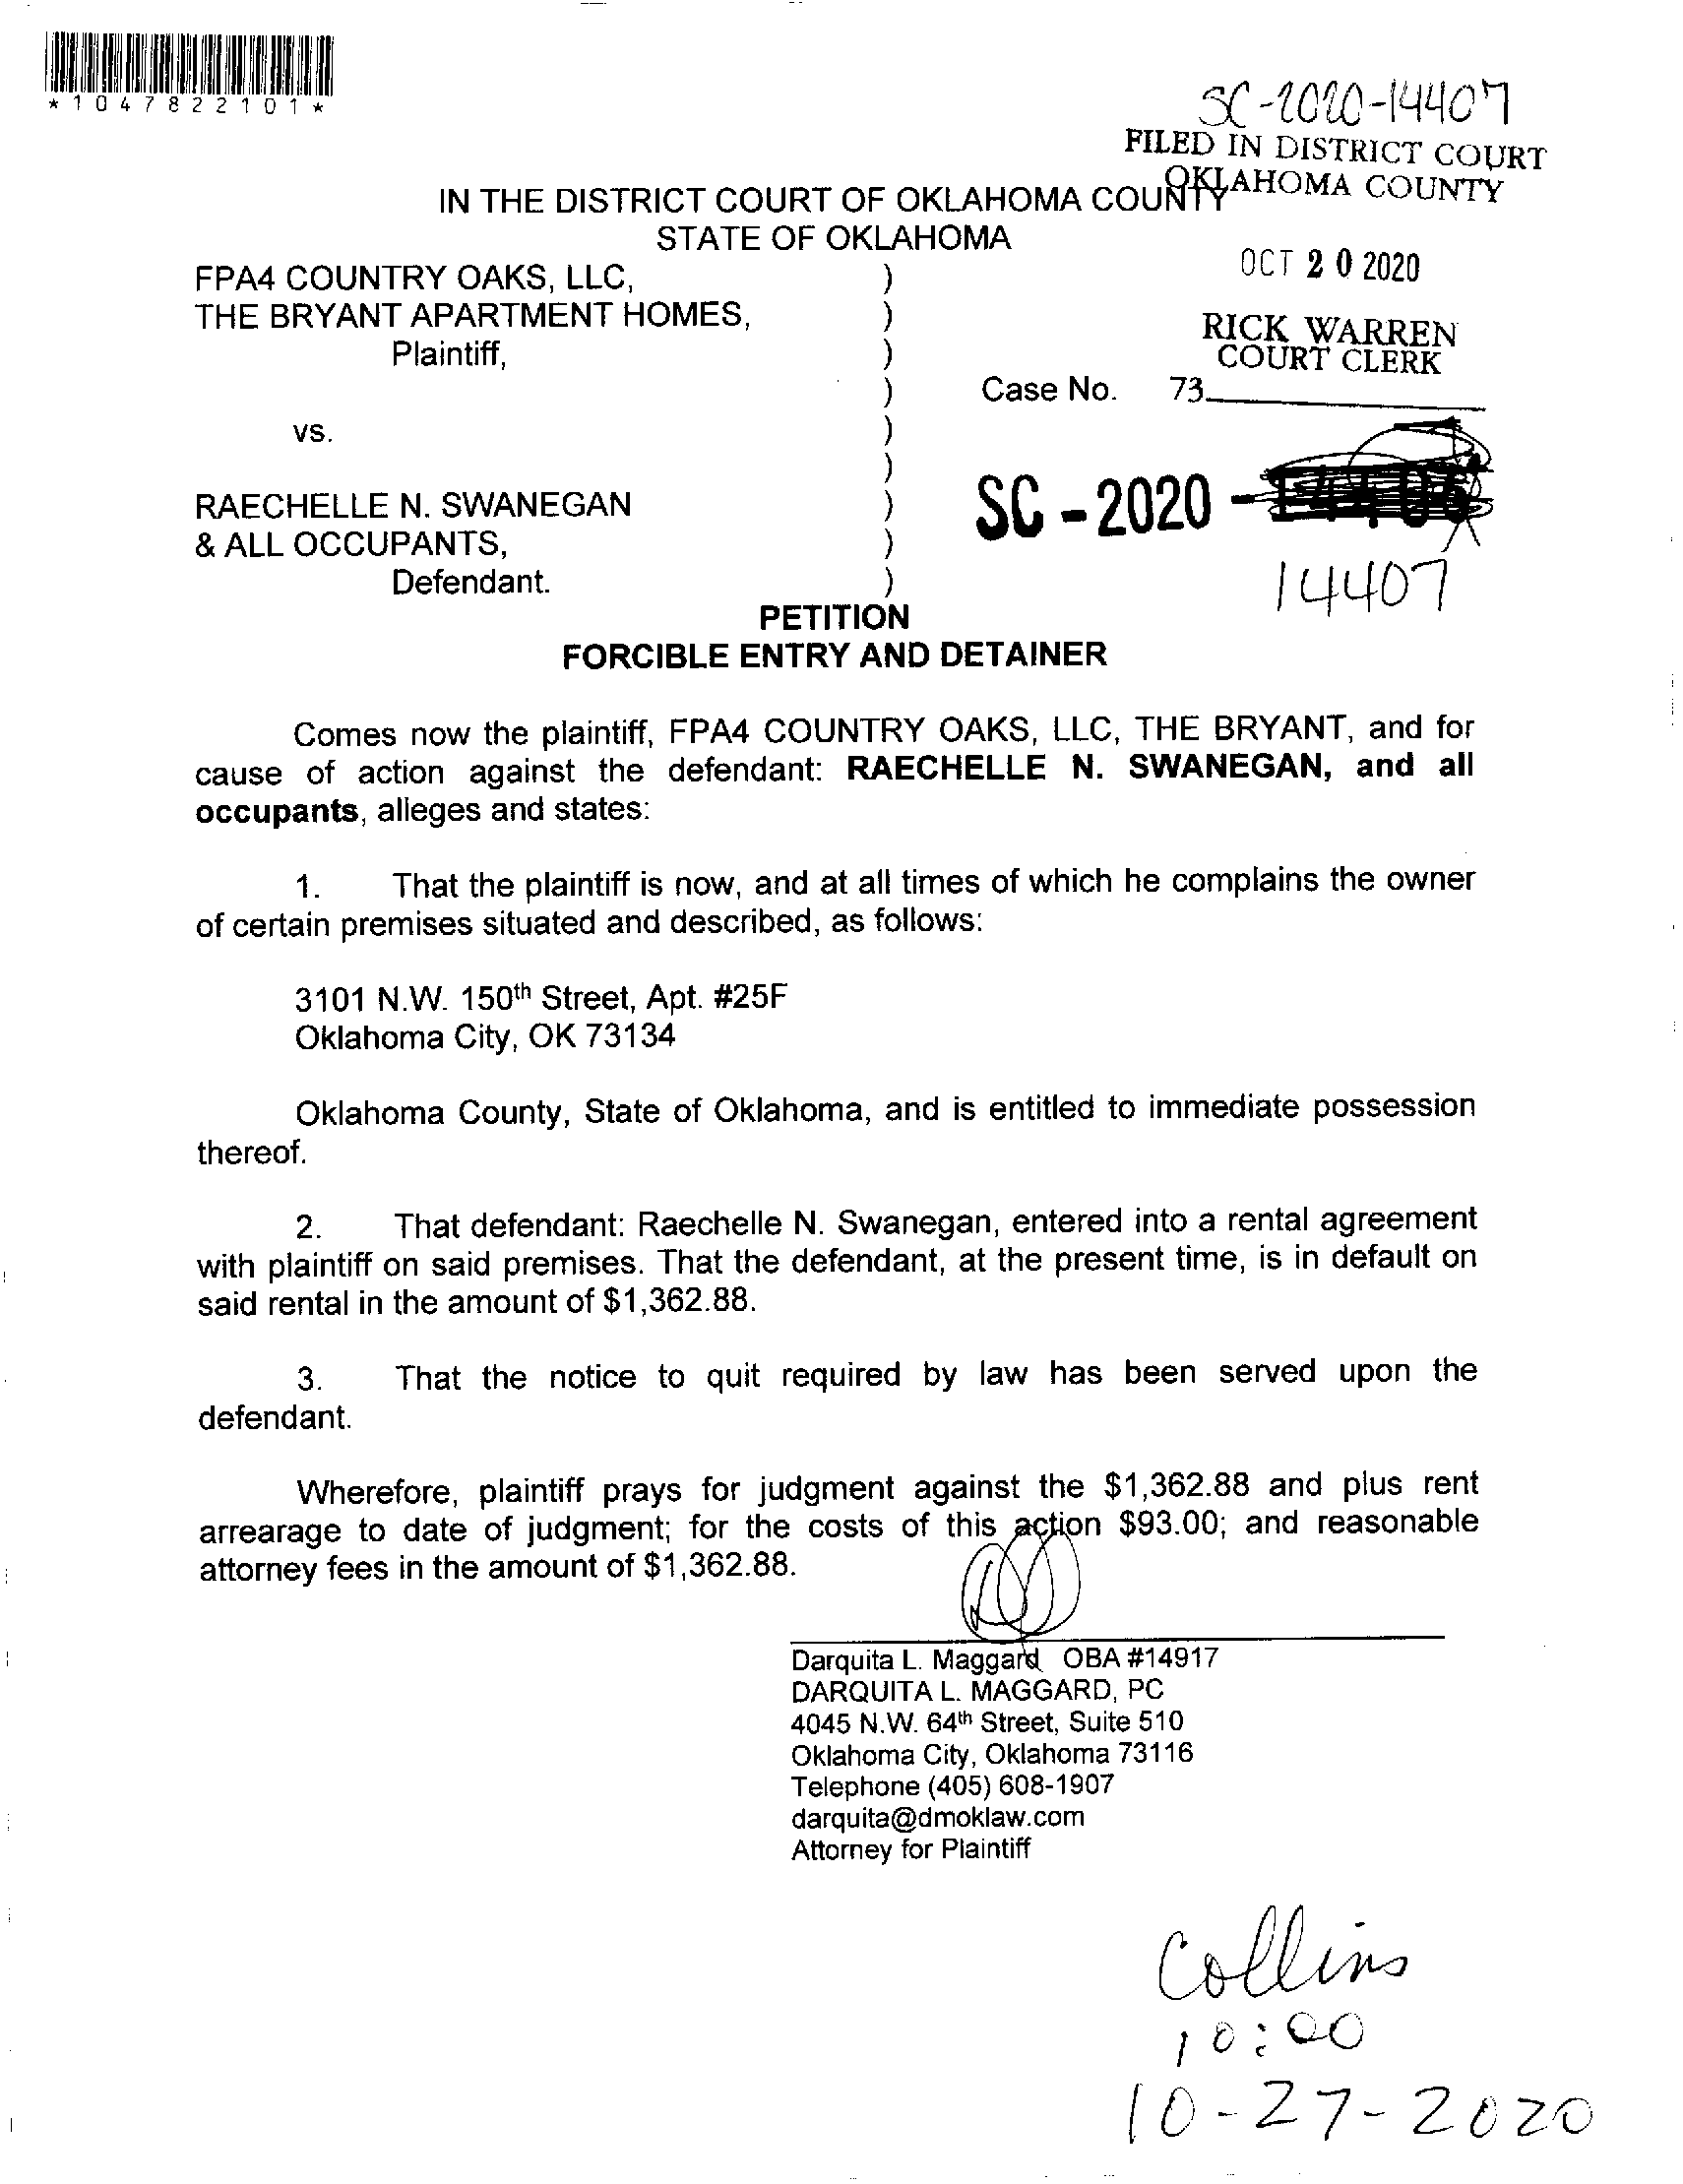 *1047822101*
SC-2020-14407
FILED IN DISTRICT COURT
OKLAHOMA COUNTY
IN THE DISTRICT COURT OF OKLAHOMA COUNTY
STATE OF OKLAHOMA
OCT 20 2020
FPA4 COUNTRY OAKS, LLC, )
THE BRYANT APARTMENT HOMES, )
RICK WARREN
COURT CLERK
Plaintiff, )
) Case No. 73
vs. )
)
RAECHELLE N. SWANEGAN ) SC-2020-
& ALL OCCUPANTS, )
Defendant. ) 14407
PETITION
FORCIBLE ENTRY AND DETAINER
Comes now the plaintiff, FPA4 COUNTRY OAKS, LLC, THE BRYANT, and for
cause of action against the defendant: RAECHELLE N. SWANEGAN, and all
occupants, alleges and states:
1. That the plaintiff is now, and at all times of which he complains the owner
of certain premises situated and described, as follows:
3101 N.W. 150th Street, Apt. #25F
Oklahoma City, OK 73134
Oklahoma County, State of Oklahoma, and is entitled to immediate possession
thereof.
2. That defendant: Raechelle N. Swanegan, entered into a rental agreement
with plaintiff on said premises. That the defendant, at the present time, is in default on
said rental in the amount of $1,362.88.
3. That the notice to quit required by law has been served upon the
defendant.
Wherefore, plaintiff prays for judgment against the $1,362.88 and plus rent
arrearage to date of judgment; for the costs of this action $93.00; and reasonable
attorney fees in the amount of $1,362.88.
Darquita L. Maggard OBA #14917
DARQUITA L. MAGGARD, PC
4045 N.W. 64th Street, Suite 510
Oklahoma City, Oklahoma 73116
Telephone (405) 608-1907
darquita@dmoklaw.com
Attorney for Plaintiff
Collins
10:00
10-27-2020